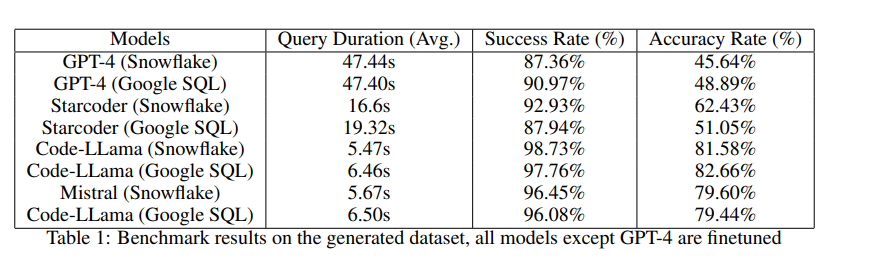 Models Query Duration (Avg.) Success Rate (%) Accuracy Rate (%)
GPT-4 (Snowflake) 47.44s 87.36% 45.64%
GPT-4 (Google SQL) 47.40s 90.97% 48.89%
Starcoder (Snowflake) 16.6s 92.93% 62.43%
Starcoder (Google SQL) 19.32s 87.94% 51.05%
Code-LLama (Snowflake) 5.47s 98.73% 81.58%
Code-LLama (Google SQL) 6.46s 97.76% 82.66%
Mistral (Snowflake) 5.67s 96.45% 79.60%
Code-LLama (Google SQL) 6.50s 96.08% 79.44%
Table 1: Benchmark results on the generated dataset, all models except GPT-4 are finetuned